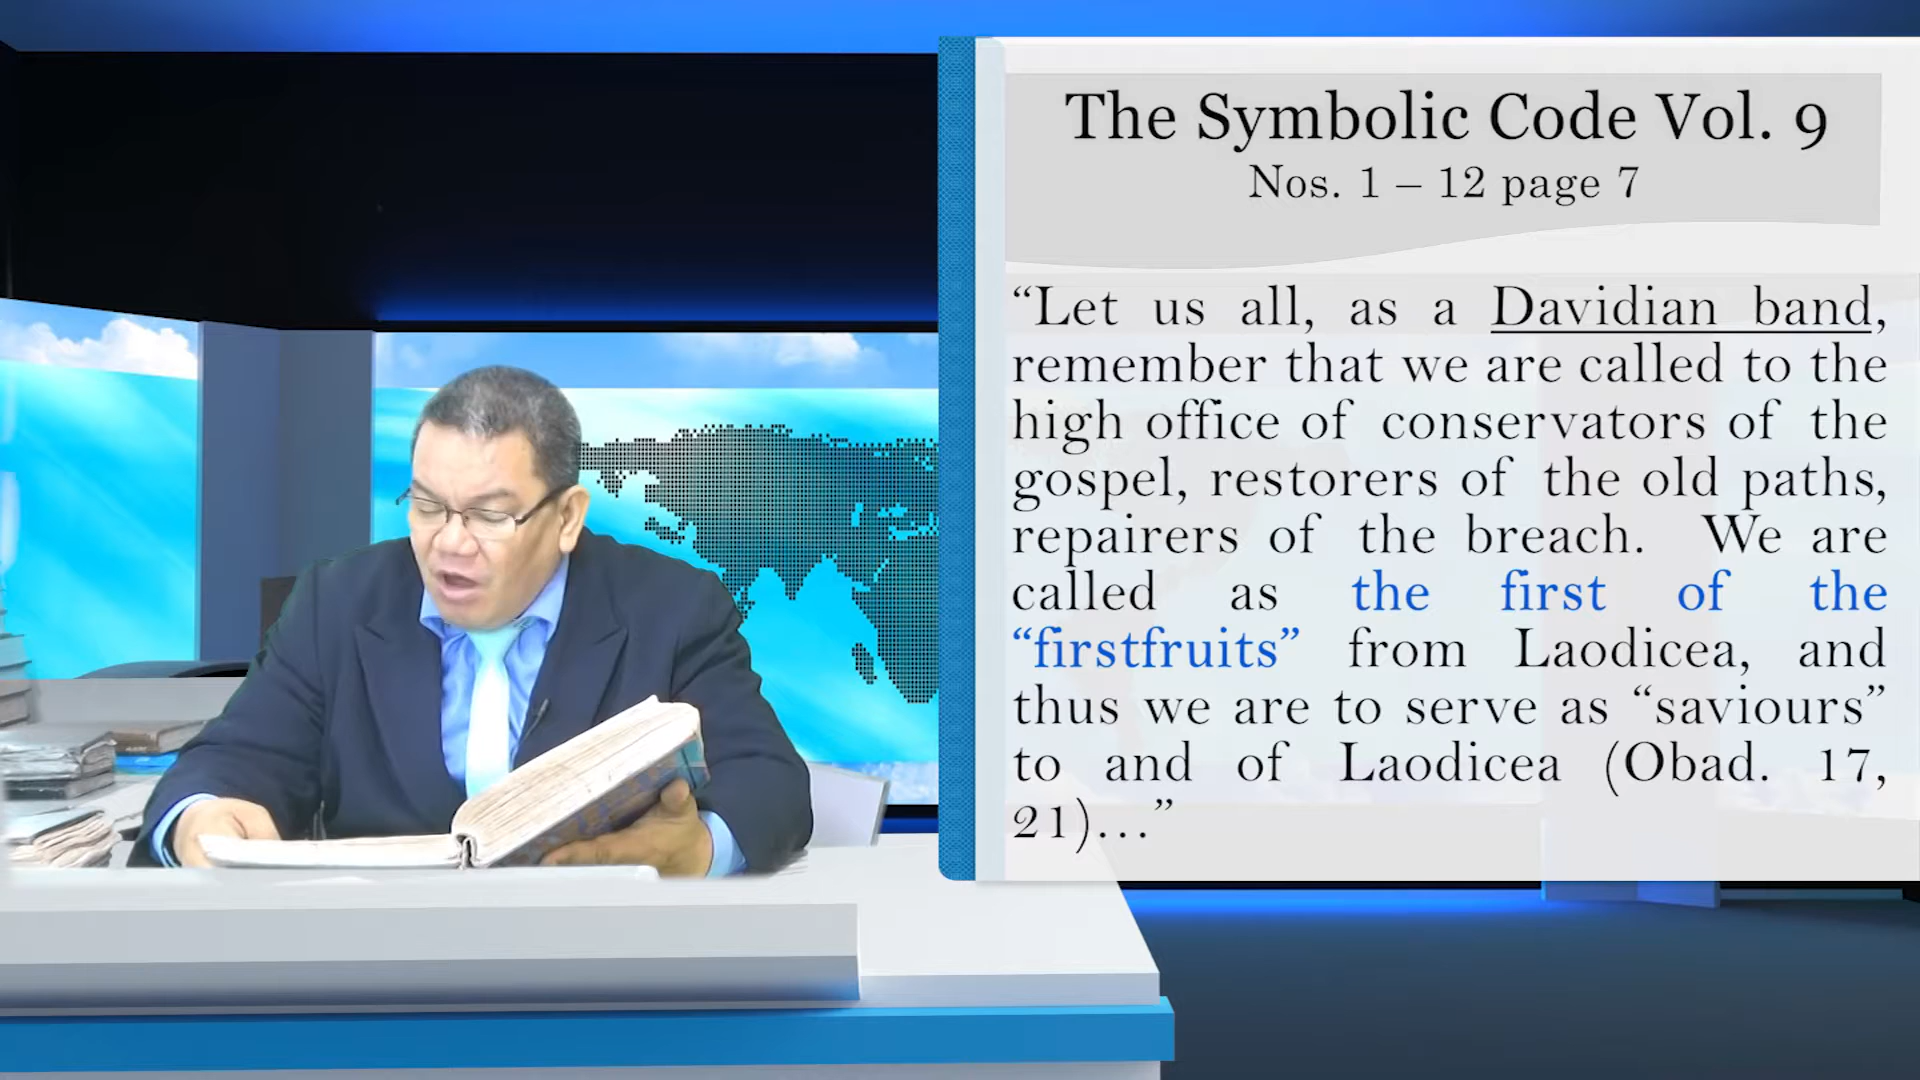 The Symbolic Code Vol. 9
Nos. 1 – 12 page 7
“Let us all, as a Davidian band,
remember that we are called to the
high office of conservators of the
gospel, restorers of the old paths,
repairers of the breach. We are
called as the first of the
“firstfruits” from Laodicea, and
thus we are to serve as “saviours”
to and of Laodicea (Obad. 17,
21)…”